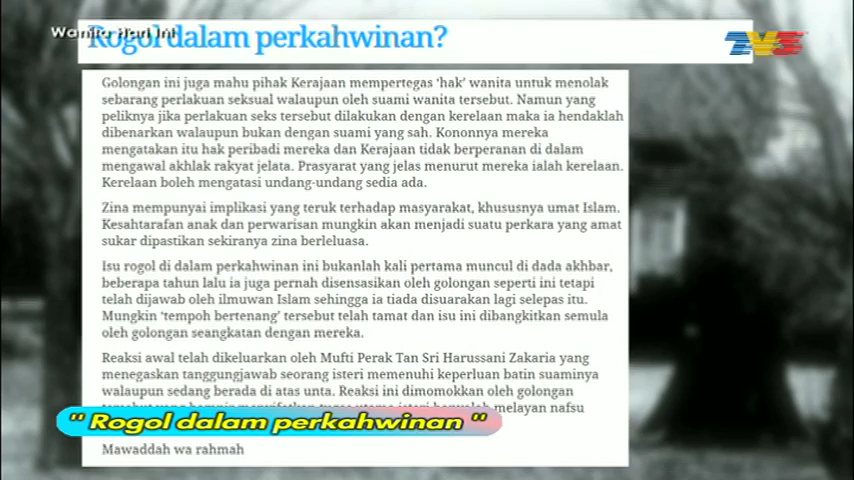 Wanita Hari Ini
Rogol dalam perkahwinan?
TV3
Golongan ini juga mahu pihak Kerajaan mempertegas ‘hak’ wanita untuk menolak
sebarang perlakuan seksual walaupun oleh suami wanita tersebut. Namun yang
peliknya jika perlakuan seks tersebut dilakukan dengan kerelaan maka ia hendaklah
dibenarkan walaupun bukan dengan suami yang sah. Kononnya mereka
mengatakan itu hak peribadi mereka dan Kerajaan tidak berperanan di dalam
mengawal akhlak rakyat jelata. Prasyarat yang jelas menurut mereka ialah kerelaan.
Kerelaan boleh mengatasi undang-undang sedia ada.
Zina mempunyai implikasi yang teruk terhadap masyarakat, khususnya umat Islam.
Kesahtarafan anak dan perwarisan mungkin akan menjadi suatu perkara yang amat
sukar dipastikan sekiranya zina berleluasa.
Isu rogol di dalam perkahwinan ini bukanlah kali pertama muncul di dada akhbar,
beberapa tahun lalu ia juga pernah disensasikan oleh golongan seperti ini tetapi
telah dijawab oleh ilmuwan Islam sehingga ia tiada disuarakan lagi selepas itu.
Mungkin ‘tempoh bertenang’ tersebut telah tamat dan isu ini dibangkitkan semula
oleh golongan seangkatan dengan mereka.
Reaksi awal telah dikeluarkan oleh Mufti Perak Tan Sri Harussani Zakaria yang
menegaskan tanggungjawab seorang isteri memenuhi keperluan batin suaminya
walaupun sedang berada di atas unta. Reaksi ini dimomokkan oleh golongan
melayan nafsu
" Rogol dalam perkahwinan "
Mawaddah wa rahmah